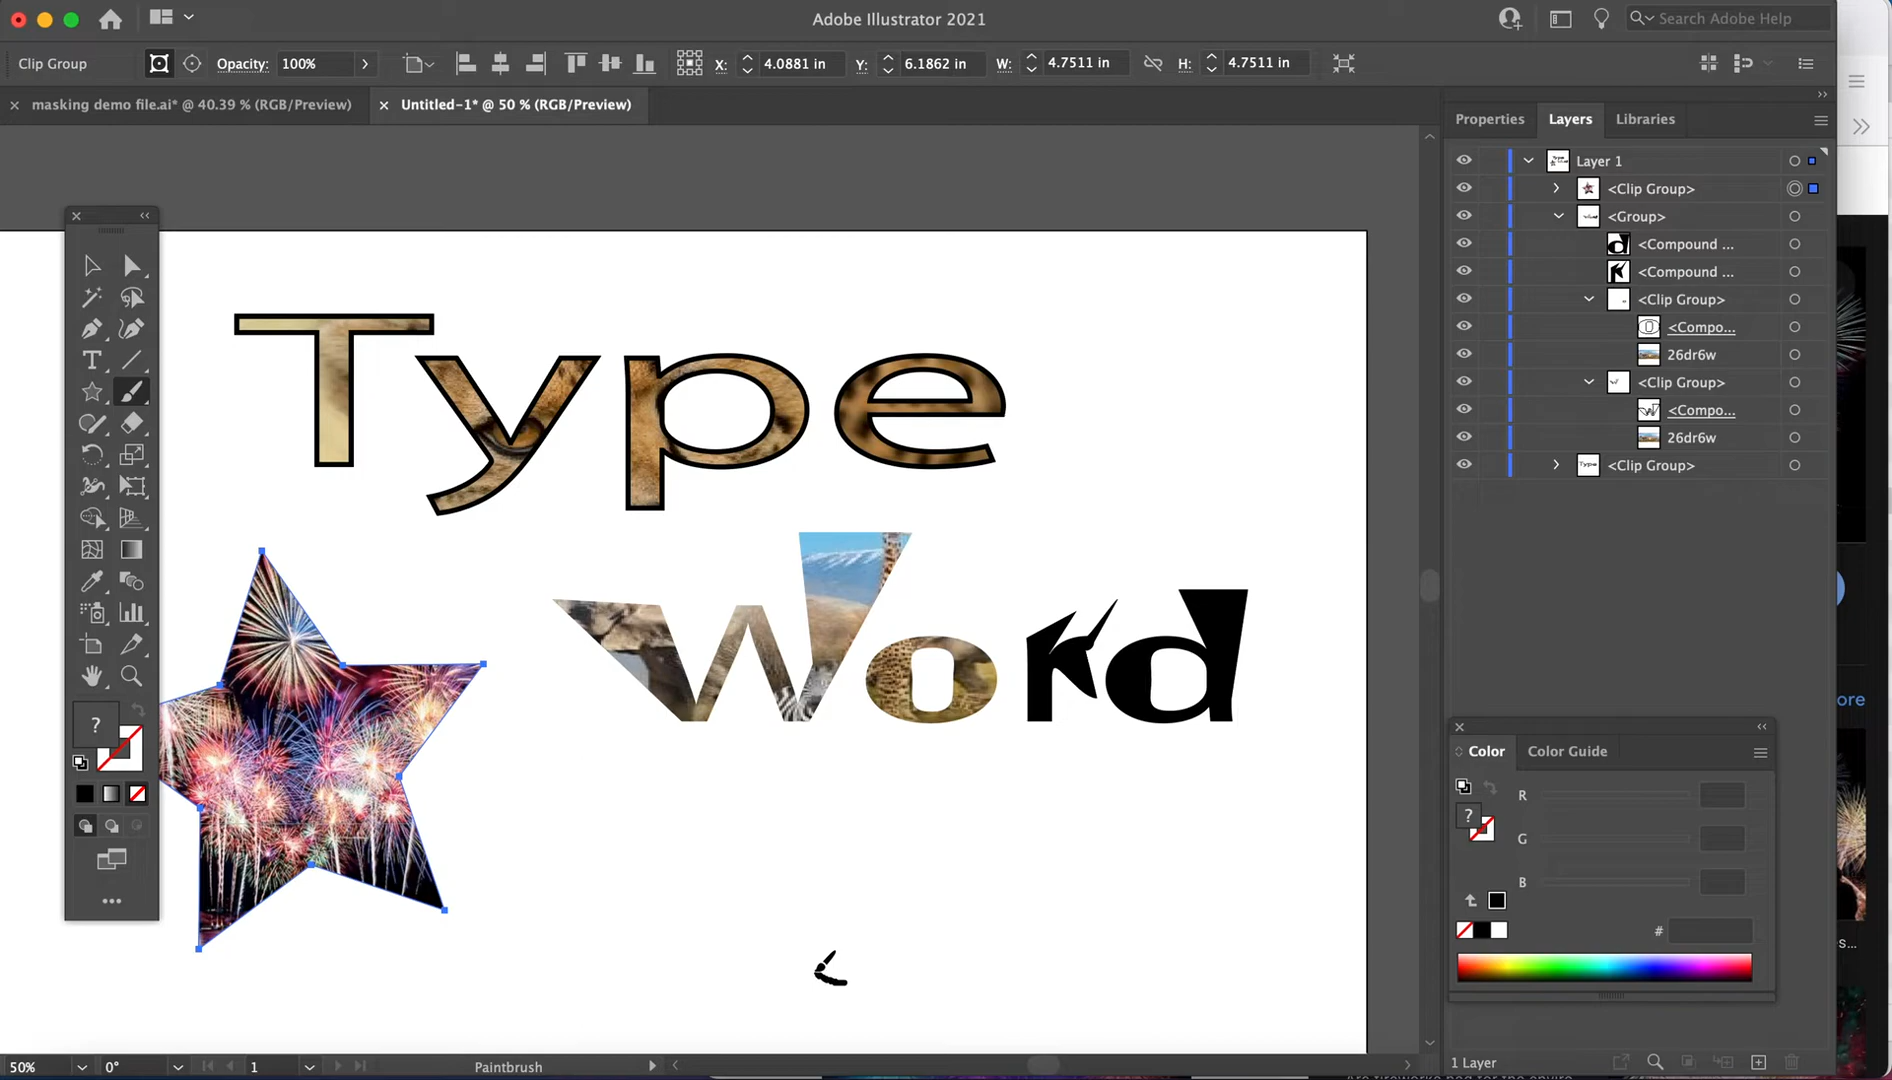 Adobe Illustrator 2021
Search Adobe Help
Clip Group
Opacity: 100%
X: 4.0881 in
Y: 6.1862 in
W: 4.7511 in
H: 4.7511 in
masking demo file.ai* @ 40.39 % (RGB/Preview)
Untitled-1* @ 50 % (RGB/Preview)
Properties
Layers
Libraries
Layer 1
<Clip Group>
<Group>
<Compound ...
<Compound ...
<Clip Group>
<Compo...
26dr6w
<Clip Group>
<Compo...
26dr6w
<Clip Group>
Type
Word
ore
?
Color
Color Guide
?
R
G
B
#
s...
50%
0°
1
Paintbrush
1 Layer